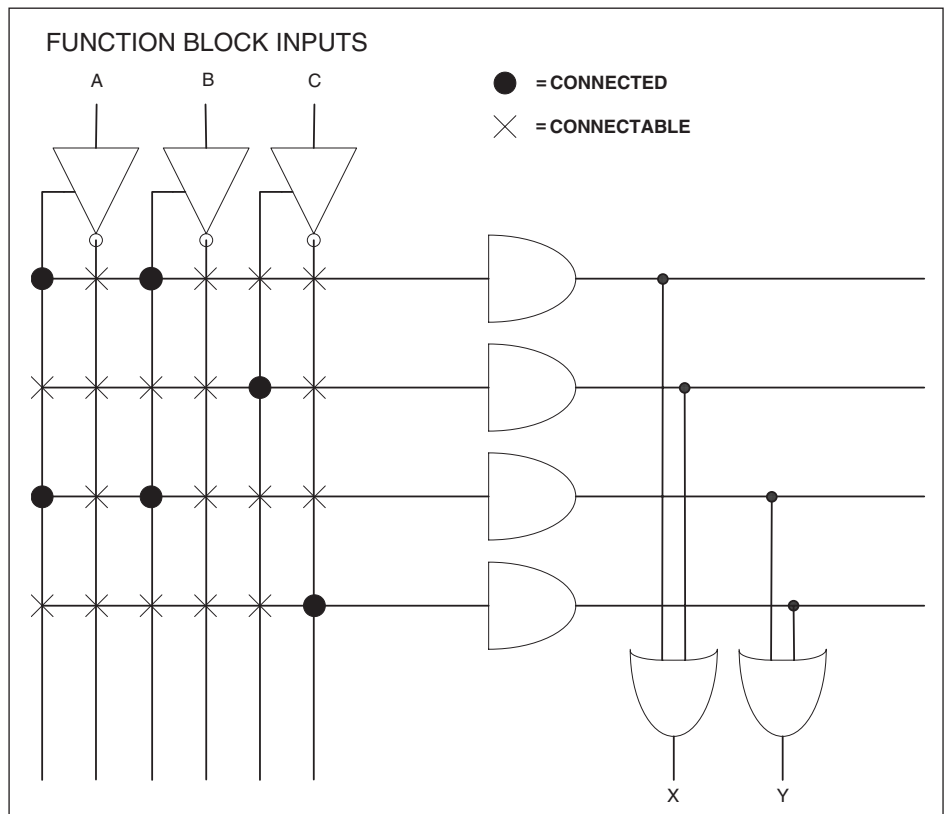 FUNCTION BLOCK INPUTS
A B C
= CONNECTED
= CONNECTABLE
X Y